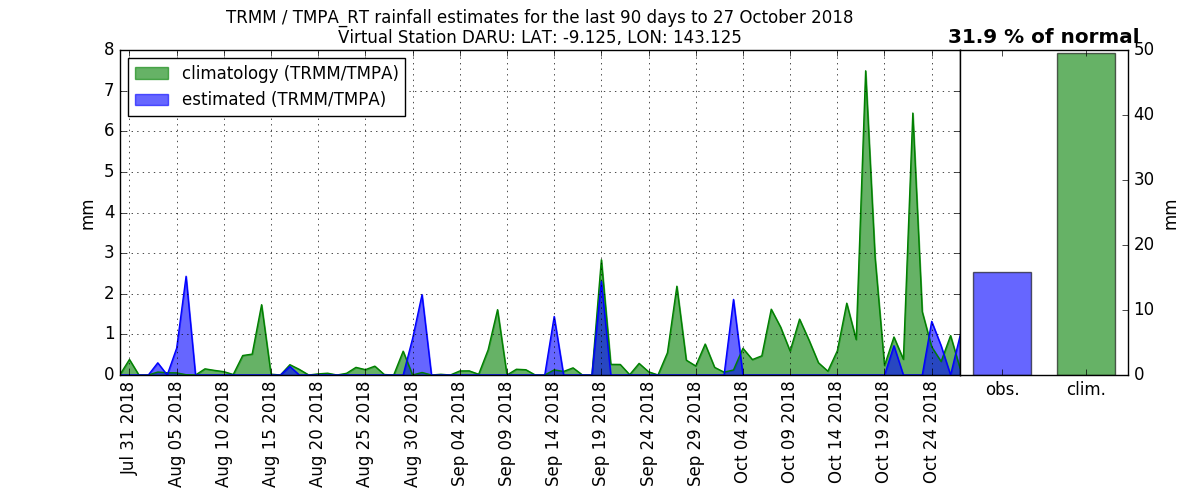 TRMM / TMPA_RT rainfall estimates for the last 90 days to 27 October 2018
Virtual Station DARU: LAT: -9.125, LON: 143.125
31.9 % of normal
climatology (TRMM/TMPA)
estimated (TRMM/TMPA)
8
7
6
5
4
3
2
1
0
mm
Jul 31 2018
Aug 05 2018
Aug 10 2018
Aug 15 2018
Aug 20 2018
Aug 25 2018
Aug 30 2018
Sep 04 2018
Sep 09 2018
Sep 14 2018
Sep 19 2018
Sep 24 2018
Sep 29 2018
Oct 04 2018
Oct 09 2018
Oct 14 2018
Oct 19 2018
Oct 24 2018
obs.
clim.
50
40
30
20
10
0
mm